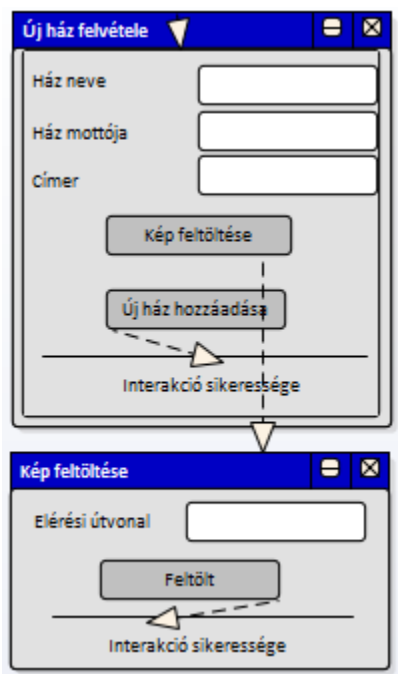 Új ház felvétele
Ház neve
Ház mottója
Címer
Kép feltöltése
Új ház hozzáadása
Interakció sikeressége
Kép feltöltése
Elérési útvonal
Feltölt
Interakció sikeressége